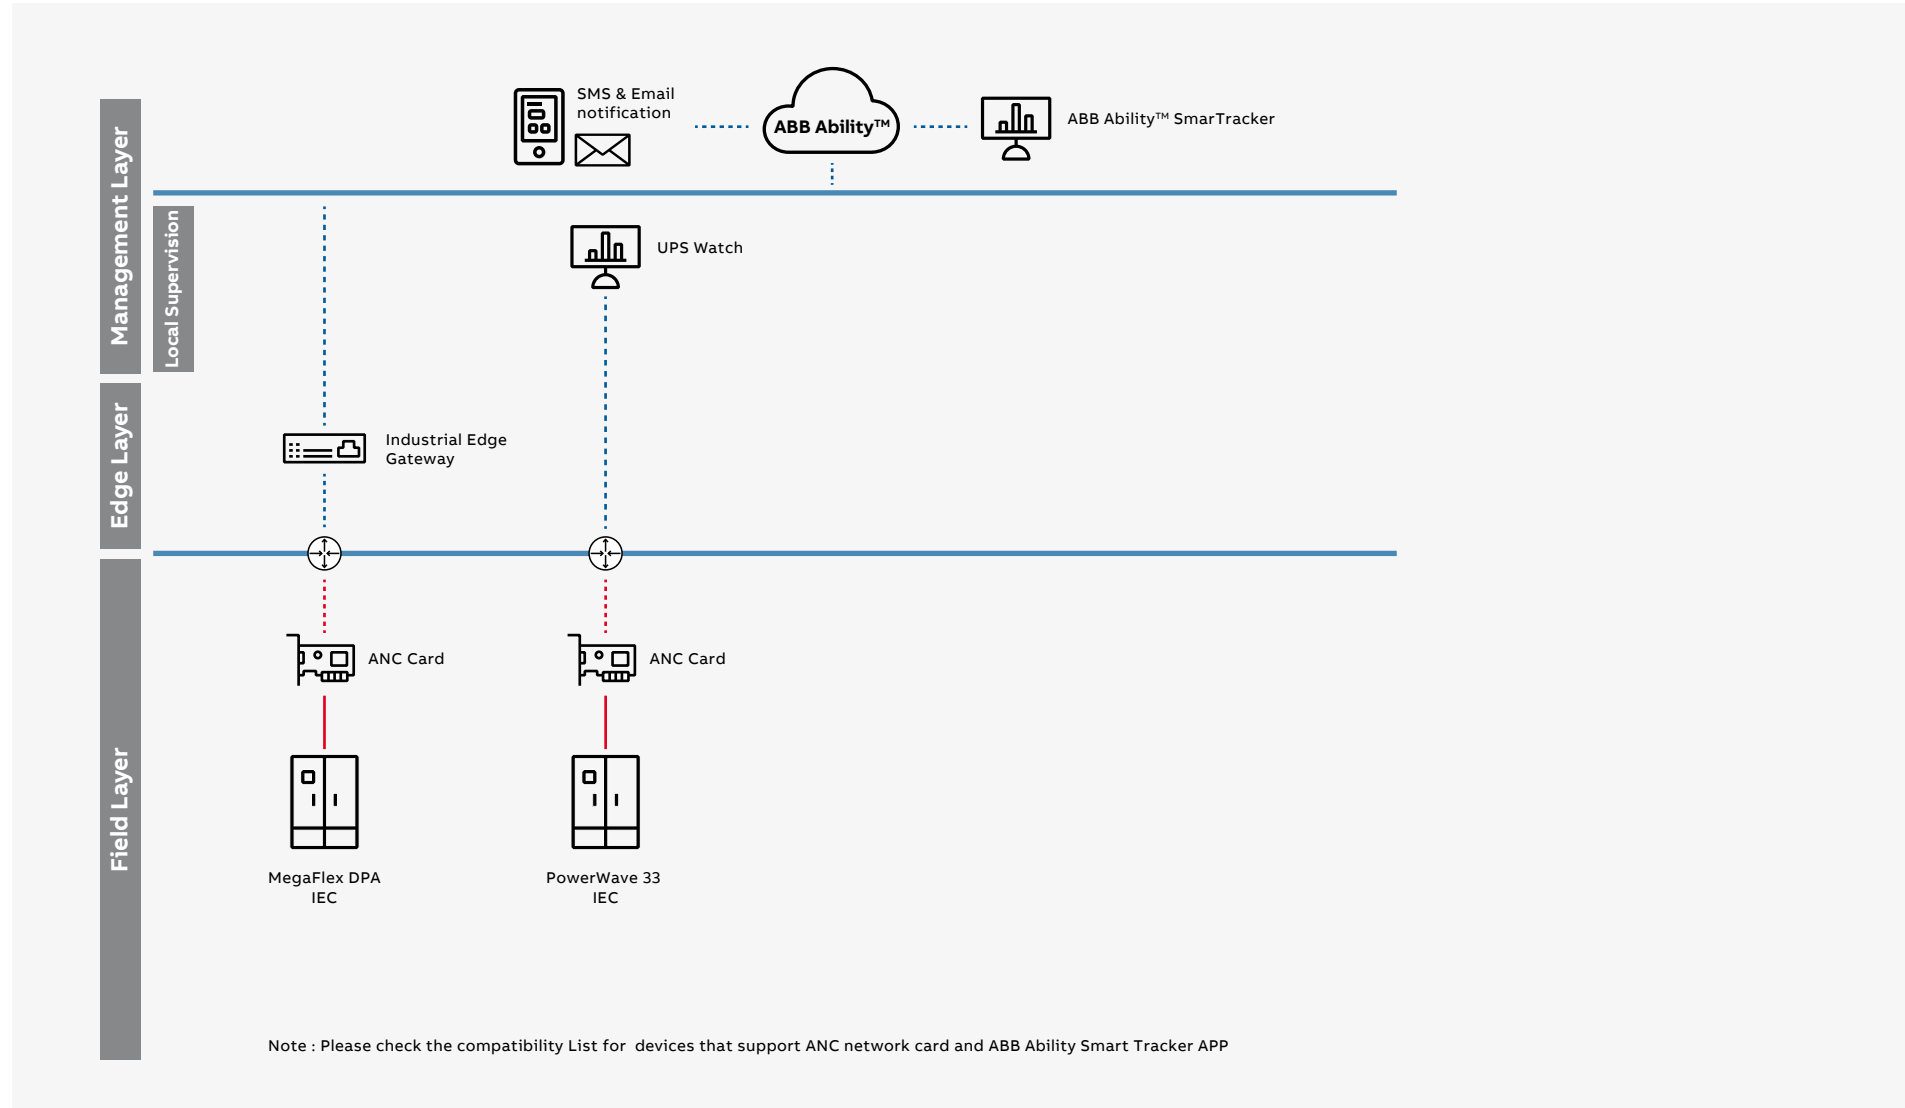 SMS & Email
notification
ABB Ability™
ABB Ability™ SmarTracker
Management Layer
Local Supervision
UPS Watch
Edge Layer
Industrial Edge
Gateway
Field Layer
ANC Card
ANC Card
MegaFlex DPA
IEC
PowerWave 33
IEC
Note : Please check the compatibility List for  devices that support ANC network card and ABB Ability Smart Tracker APP